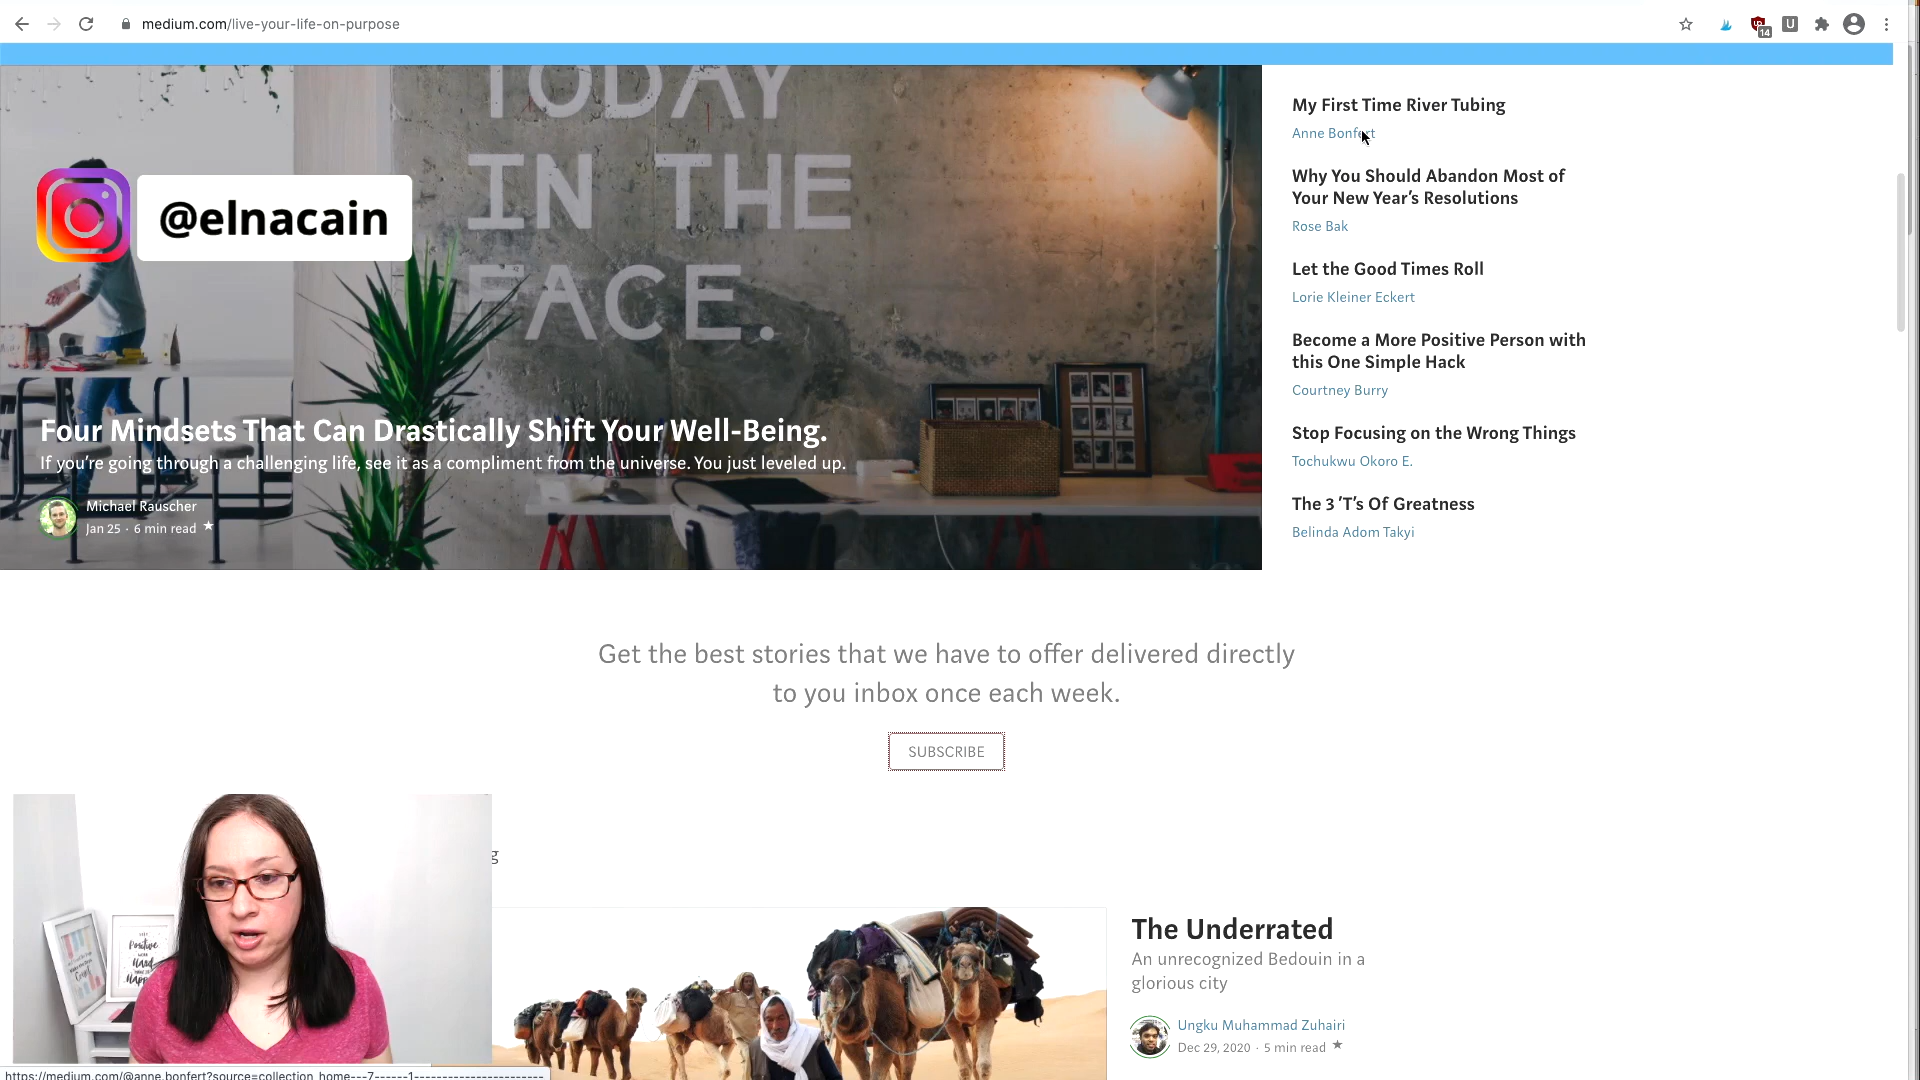 medium.com/live-your-life-on-purpose
14
U
TODAY
IN THE
FACE.
@elnacain
Four Mindsets That Can Drastically Shift Your Well-Being.
If you're going through a challenging life, see it as a compliment from the universe. You just leveled up.
Michael Rauscher
Jan 25 · 6 min read ★
My First Time River Tubing
Anne Bonfert
Why You Should Abandon Most of
Your New Year's Resolutions
Rose Bak
Let the Good Times Roll
Lorie Kleiner Eckert
Become a More Positive Person with
this One Simple Hack
Courtney Burry
Stop Focusing on the Wrong Things
Tochukwu Okoro E.
The 3 'T's Of Greatness
Belinda Adom Takyi
Get the best stories that we have to offer delivered directly
to you inbox once each week.
SUBSCRIBE
g
Positive
Hard
The Underrated
An unrecognized Bedouin in a
glorious city
Ungku Muhammad Zuhairi
Dec 29, 2020 · 5 min read ★
https://medium.com/@anne.bonfert?source=collection_home---7------1-----------------------